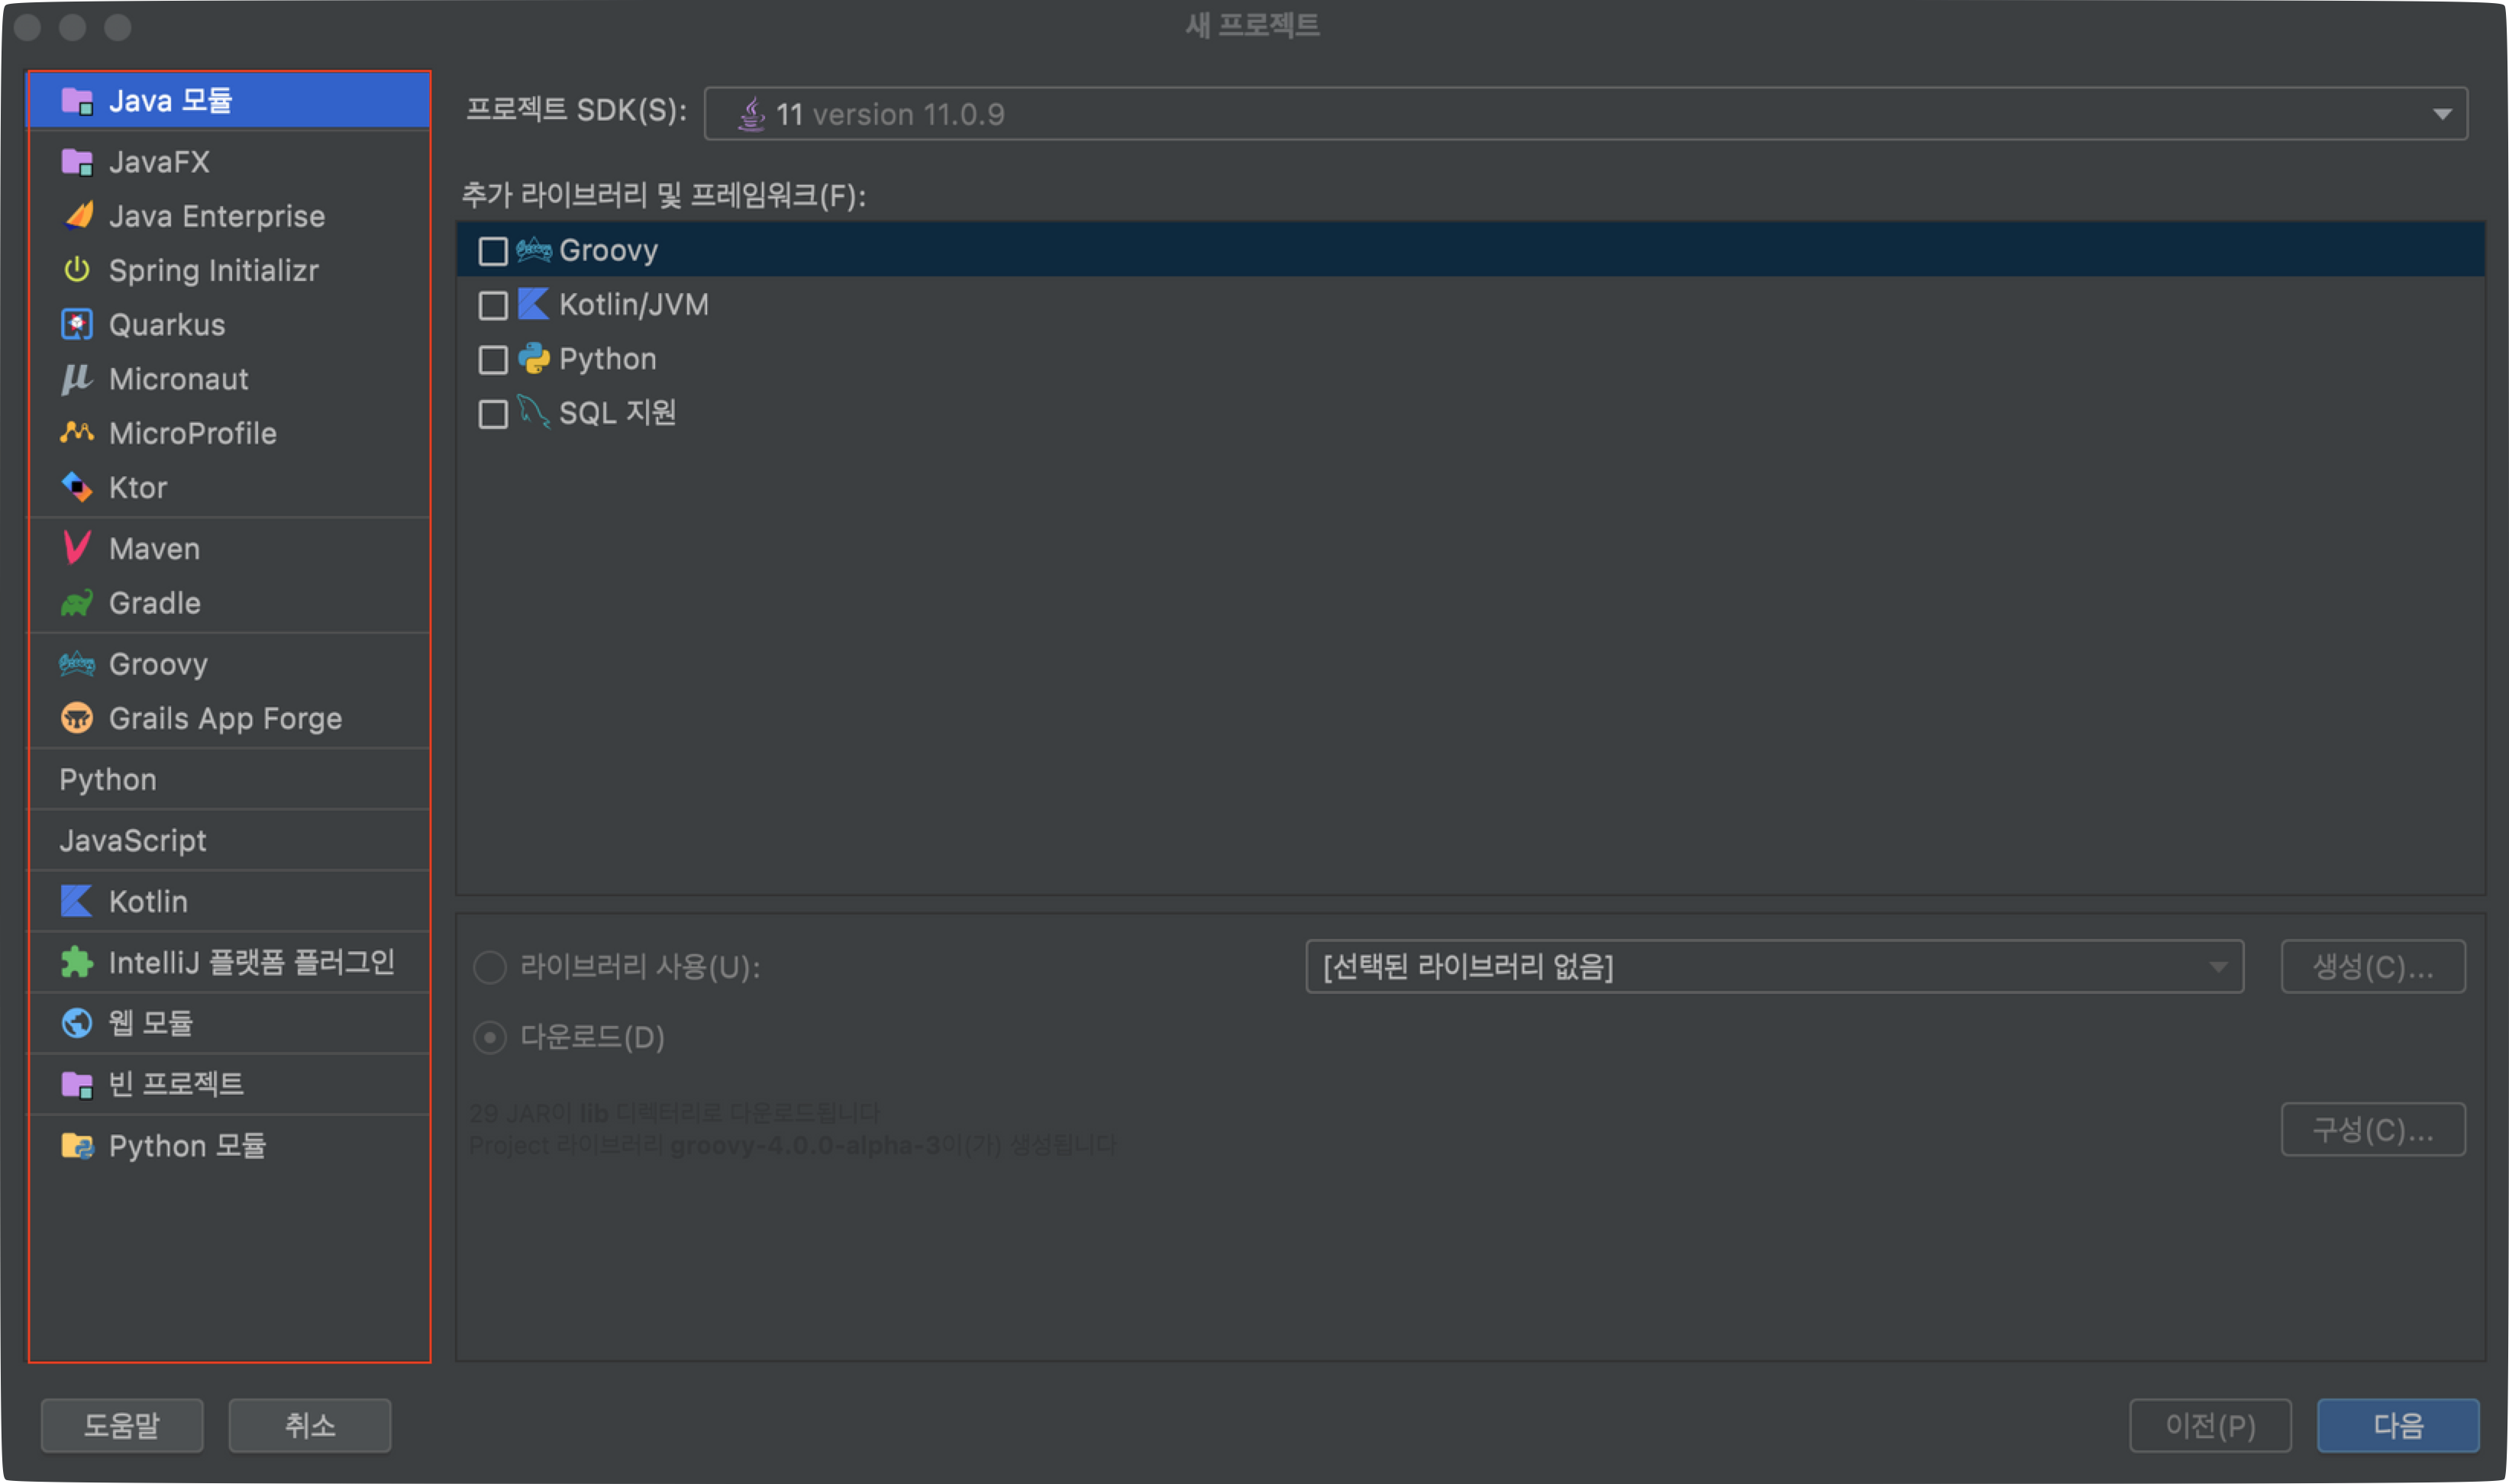 새 프로젝트
Java 모듈
JavaFX
Java Enterprise
Spring Initializr
Quarkus
Micronaut
MicroProfile
Ktor
Maven
Gradle
Groovy
Grails App Forge
Python
JavaScript
Kotlin
IntelliJ 플랫폼 플러그인
웹 모듈
빈 프로젝트
Python 모듈
프로젝트 SDK(S): 11 version 11.0.9
추가 라이브러리 및 프레임워크(F):
Groovy
Kotlin/JVM
Python
SQL 지원
라이브러리 사용(U): [선택된 라이브러리 없음] 생성(C)...
다운로드(D)
29 JAR이 lib 디렉터리로 다운로드됩니다
Project 라이브러리 groovy-4.0.0-alpha-3이(가) 생성됩니다
구성(C)...
도움말 취소 이전(P) 다음